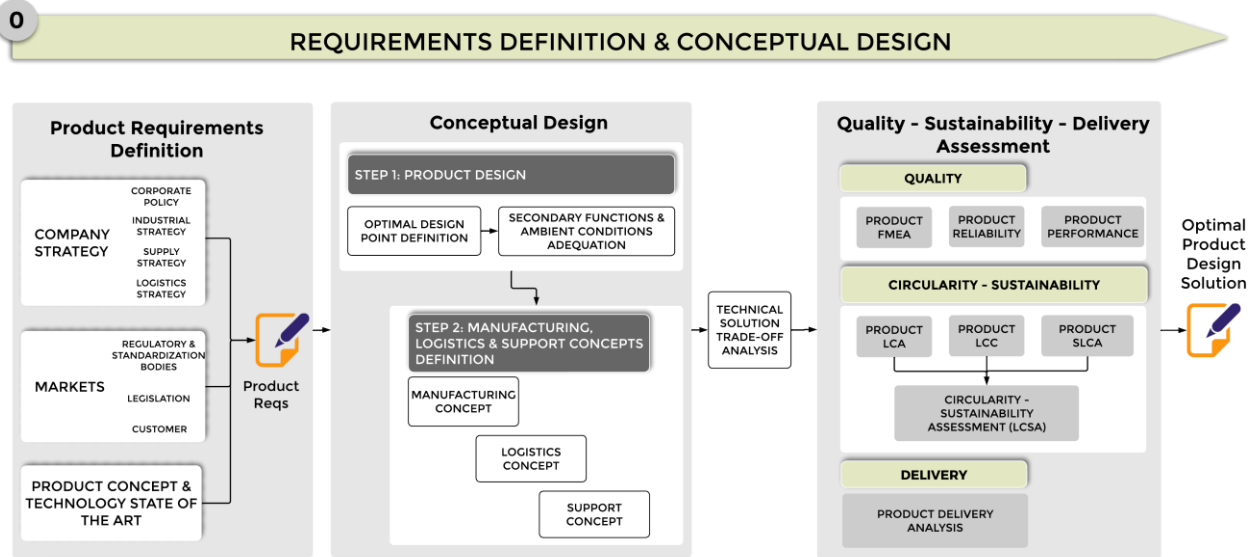 0
REQUIREMENTS DEFINITION & CONCEPTUAL DESIGN
Product Requirements
Definition
COMPANY
STRATEGY
CORPORATE
POLICY
INDUSTRIAL
STRATEGY
SUPPLY
STRATEGY
LOGISTICS
STRATEGY
MARKETS
REGULATORY &
STANDARDIZATION
BODIES
LEGISLATION
CUSTOMER
PRODUCT CONCEPT &
TECHNOLOGY STATE OF
THE ART
Product
Reqs
Conceptual Design
STEP 1: PRODUCT DESIGN
OPTIMAL DESIGN
POINT DEFINITION
SECONDARY FUNCTIONS &
AMBIENT CONDITIONS
ADEQUATION
STEP 2: MANUFACTURING,
LOGISTICS & SUPPORT CONCEPTS
DEFINITION
MANUFACTURING
CONCEPT
LOGISTICS
CONCEPT
SUPPORT
CONCEPT
TECHNICAL
SOLUTION
TRADE-OFF
ANALYSIS
Quality - Sustainability - Delivery
Assessment
QUALITY
PRODUCT
FMEA
PRODUCT
RELIABILITY
PRODUCT
PERFORMANCE
CIRCULARITY - SUSTAINABILITY
PRODUCT
LCA
PRODUCT
LCC
PRODUCT
SLCA
CIRCULARITY -
SUSTAINABILITY
ASSESSMENT (LCSA)
DELIVERY
PRODUCT DELIVERY
ANALYSIS
Optimal
Product
Design
Solution